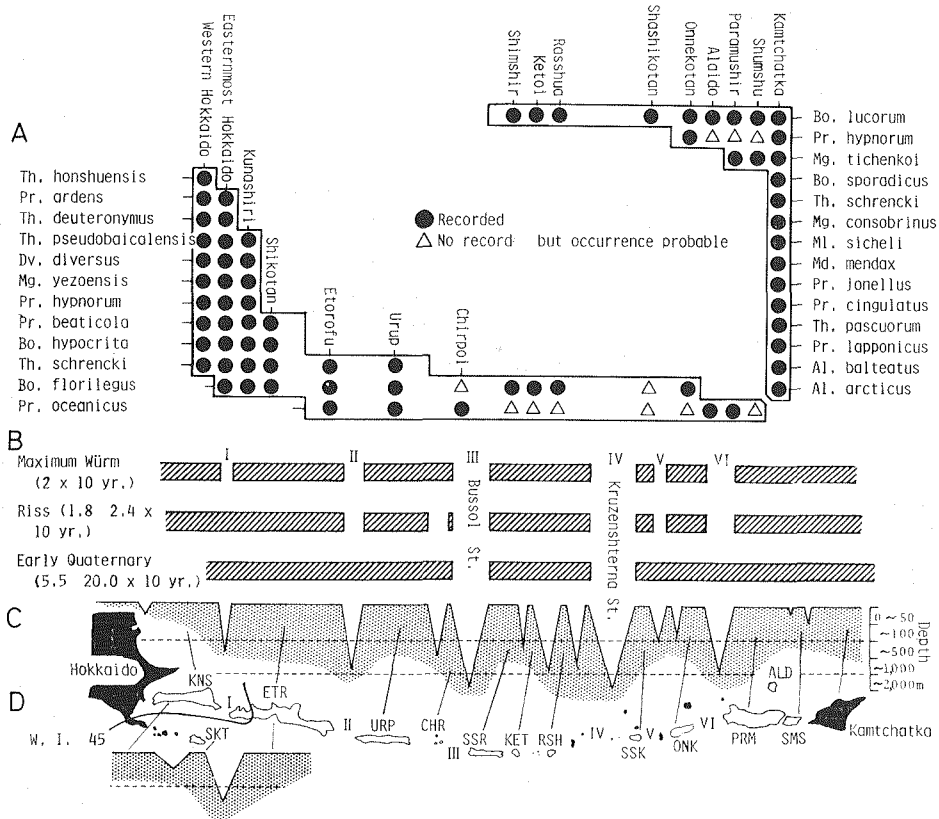 A
Western Hokkaido
Easternmost Hokkaido
Kunashiri
Shikotan
Etorofu
Urup
Chirpoi
Shimshir
Ketoi
Rasshua
Shashikotan
Onnekotan
Alaido
Paramushir
Shumshu
Kamtchatka
Th. honshuensis
Pr. ardens
Th. deuteronymus
Th. pseudobaicalensis
Dv. diversus
Mg. yezoensis
Pr. hypnorum
Pr. beaticola
Bo. hypocrita
Th. schrencki
Bo. florilegus
Pr. oceanicus
Recorded
No record but occurrence probable
Bo. lucorum
Pr. hypnorum
Mg. tichenkoi
Bo. sporadicus
Th. schrencki
Mg. consobrinus
Ml. sicheli
Md. mendax
Pr. jonellus
Pr. cingulatus
Th. pascuorum
Pr. lapponicus
Al. balteatus
Al. arcticus
B
I II III IV V VI
Maximum Würm
(2 x 10 yr.)
Riss (1.8 2.4 x
10 yr.)
Early Quaternary
(5.5 20.0 x 10 yr.)
Bussol St.
Kruzenshterna St.
C
Depth
0 ~50
~100
~500
~1,000
~2,000m
Hokkaido
D
KNS
I
ETR
SKT
II
URP
CHR
SSR
III
KET
RSH
IV
SSK
V
ONK
VI
PRM
ALD
SMS
Kamtchatka
W. I. 45